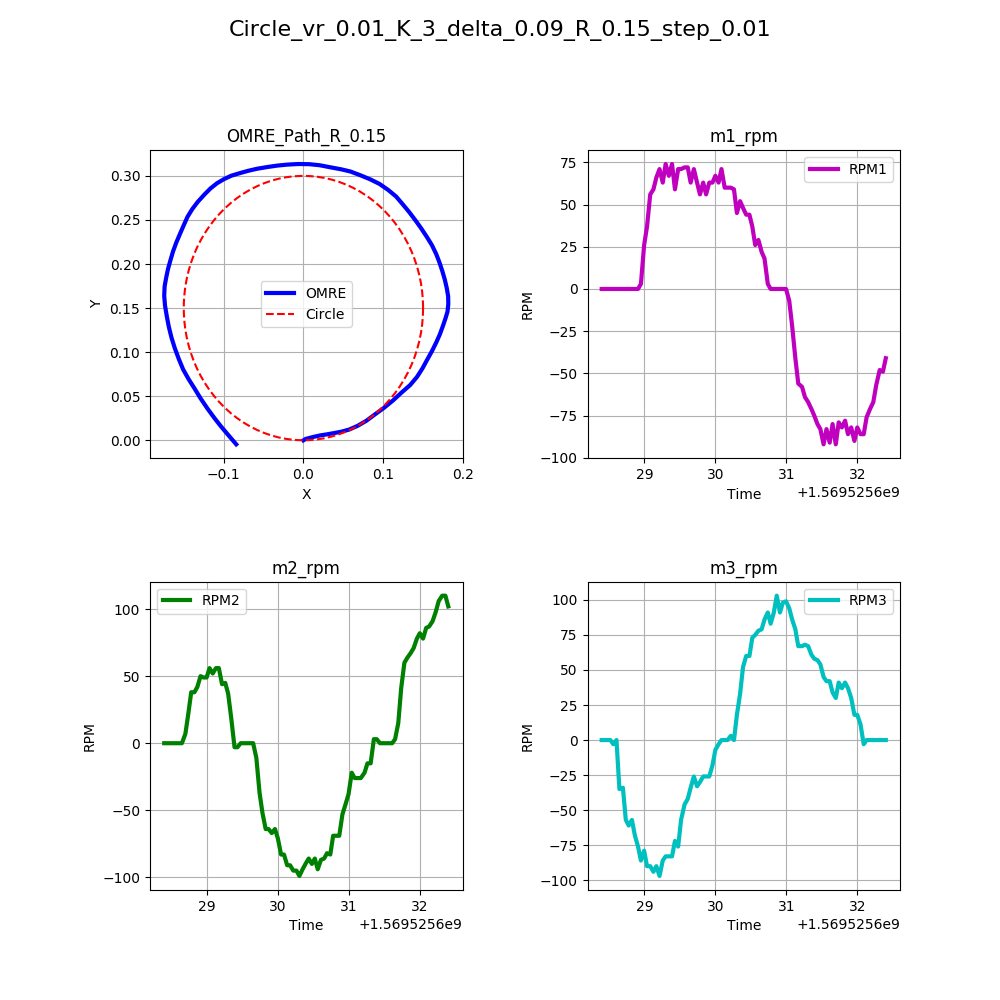 Circle_vr_0.01_K_3_delta_0.09_R_0.15_step_0.01
OMRE_Path_R_0.15
0.30
0.25
0.20
0.15
0.10
0.05
0.00
Y
OMRE
Circle
−0.1
0.0
0.1
0.2
X
m1_rpm
75
50
25
0
−25
−50
−75
−100
RPM
RPM1
29
30
31
32
Time
+1.5695256e9
m2_rpm
100
50
0
−50
−100
RPM
RPM2
29
30
31
32
Time
+1.5695256e9
m3_rpm
100
75
50
25
0
−25
−50
−75
−100
RPM
RPM3
29
30
31
32
Time
+1.5695256e9